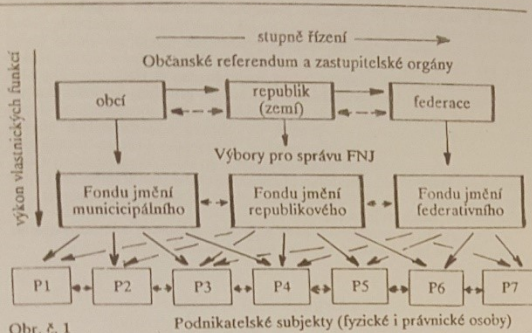 stupně řízení
Občanské referendum a zastupitelské orgány
výkon vlastnických funkcí
obcí
republik
(zemí)
federace
Výbory pro správu FNJ
Fondu jmění
municicipálního
Fondu jmění
republikového
Fondu jmění
federativního
P1
P2
P3
P4
P5
P6
P7
Obr. č. 1
Podnikatelské subjekty (fyzické i právnické osoby)